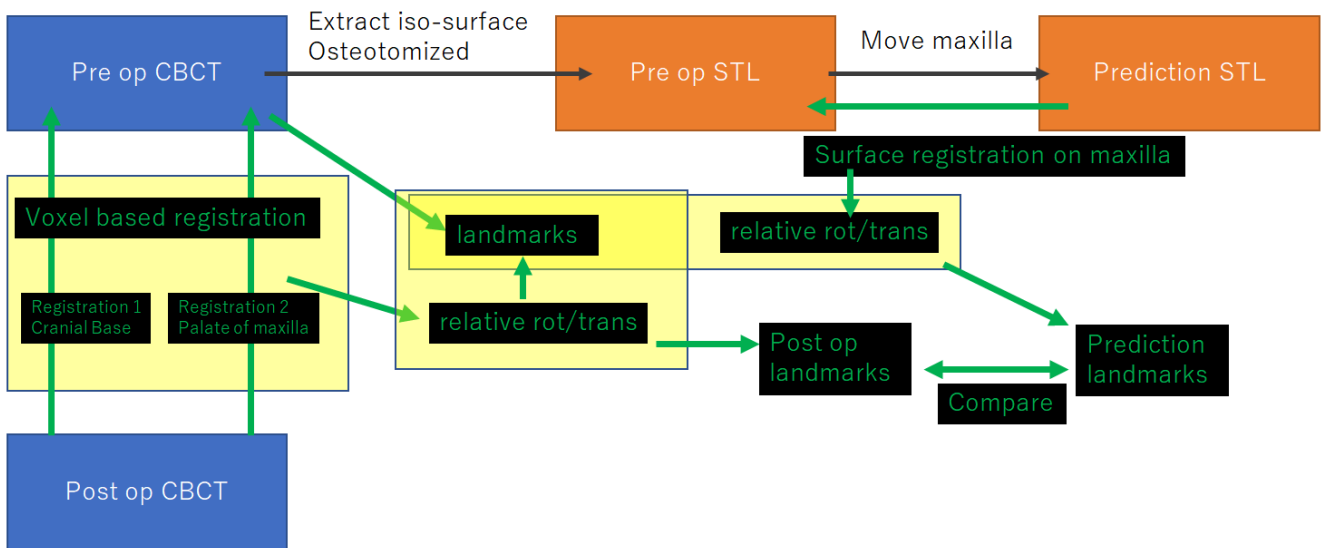 Extract iso-surface
Osteotomized
Pre op CBCT
Pre op STL
Move maxilla
Prediction STL
Surface registration on maxilla
Voxel based registration
landmarks
relative rot/trans
Registration 1
Cranial Base
Registration 2
Palate of maxilla
relative rot/trans
Post op
landmarks
Prediction
landmarks
Compare
Post op CBCT